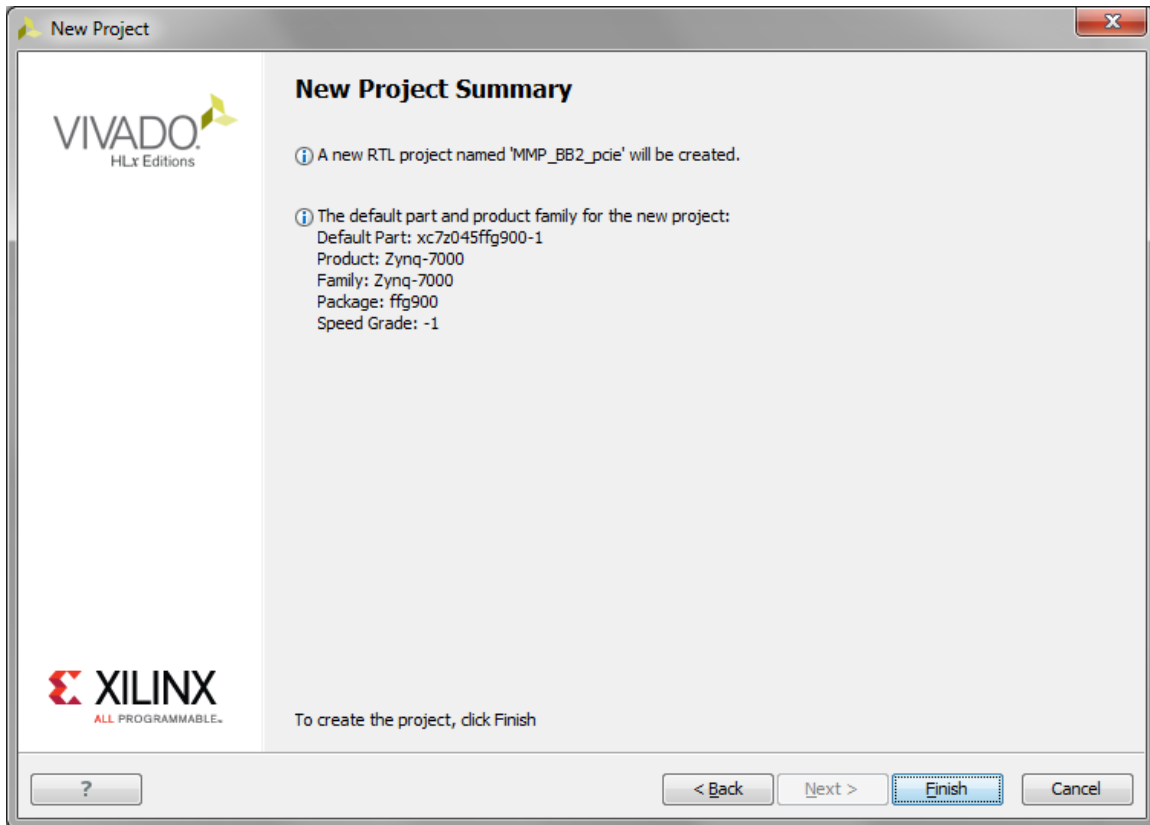 New Project
X
VIVADO.
HLx Editions
New Project Summary
A new RTL project named 'MMP_BB2_pcie' will be created.
The default part and product family for the new project:
Default Part: xc7z045ffg900-1
Product: Zynq-7000
Family: Zynq-7000
Package: ffg900
Speed Grade: -1
XILINX
ALL PROGRAMMABLE™
To create the project, click Finish
?
< Back
Next >
Finish
Cancel